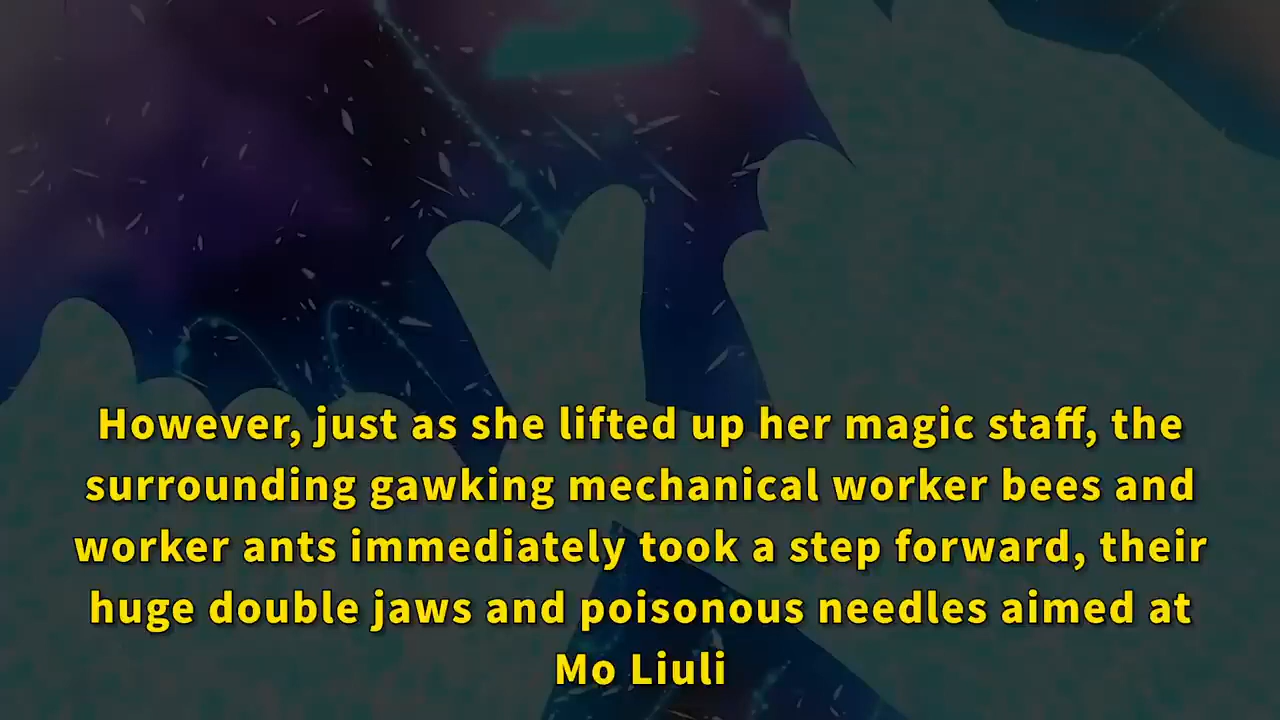 However, just as she lifted up her magic staff, the
surrounding gawking mechanical worker bees and
worker ants immediately took a step forward, their
huge double jaws and poisonous needles aimed at
Mo Liuli